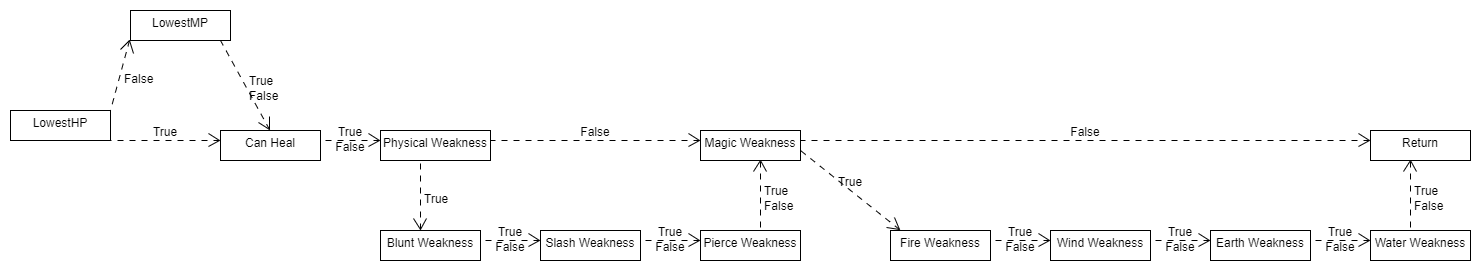 LowestMP
False
True
False
LowestHP
True
Can Heal
True
False
Physical Weakness
False
Magic Weakness
False
Return
True
True
True
False
True
False
Blunt Weakness
True
False
Slash Weakness
True
False
Pierce Weakness
Fire Weakness
True
False
Wind Weakness
True
False
Earth Weakness
True
False
Water Weakness